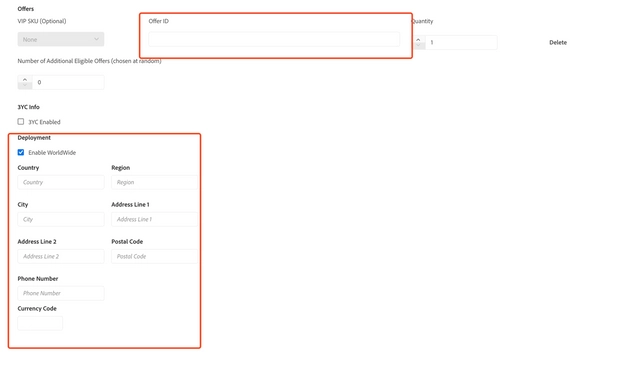 Offers
VIP SKU (Optional)
Offer ID
Quantity
None
1
Delete
Number of Additional Eligible Offers (chosen at random)
0
3YC Info
3YC Enabled
Deployment
Enable WorldWide
Country
Region
Country
Region
City
Address Line 1
City
Address Line 1
Address Line 2
Postal Code
Address Line 2
Postal Code
Phone Number
Phone Number
Currency Code